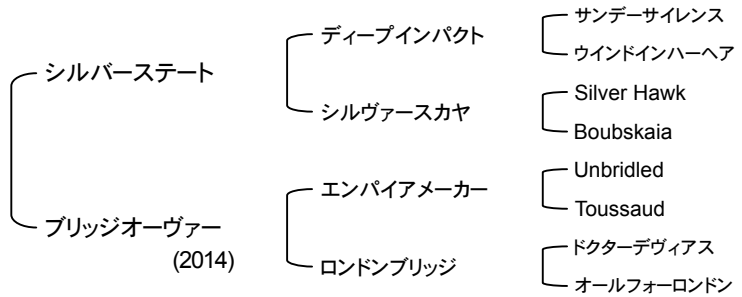 シルバーステート
ブリッジオーヴァー
(2014)
ディープインパクト
シルヴァースカヤ
エンパイアメーカー
ロンドンブリッジ
サンデーサイレンス
ウインドインハーヘア
Silver Hawk
Boubskaia
Unbridled
Toussaud
ドクターデヴィアス
オールフォーロンドン